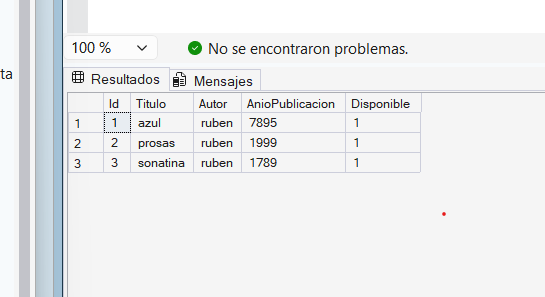 ta
100 % No se encontraron problemas.
Resultados Mensajes
Id Titulo Autor AnioPublicacion Disponible
1 1 azul ruben 7895 1
2 2 prosas ruben 1999 1
3 3 sonatina ruben 1789 1